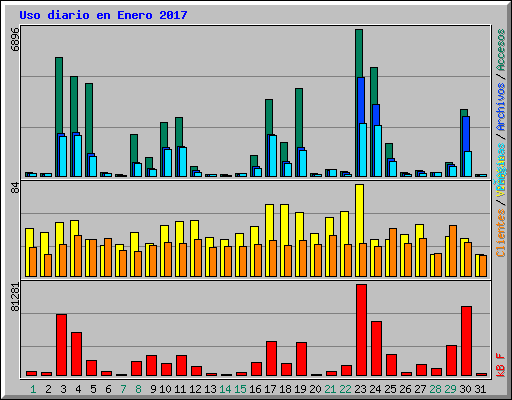 Uso diario en Enero 2017
6896
84
81281
Accesos
/
Archivos
/
Clientes
/
kB F
1 2 3 4 5 6 7 8 9 10 11 12 13 14 15 16 17 18 19 20 21 22 23 24 25 26 27 28 29 30 31